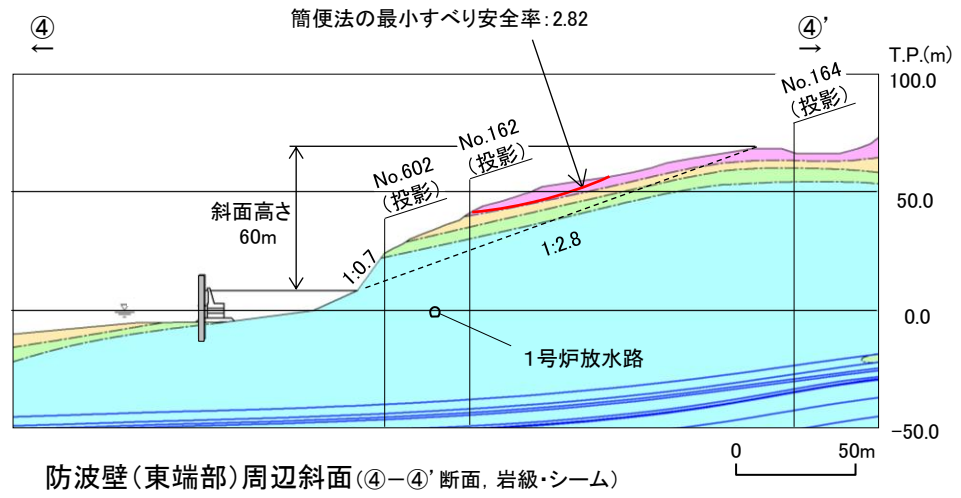 簡便法の最小すべり安全率:2.82
④
←
④’
→
T.P.(m)
100.0
No.164
(投影)
No.162
(投影)
No.602
(投影)
50.0
斜面高さ
60m
1:0.7
1:2.8
0.0
1号炉放水路
-50.0
0
50m
防波壁(東端部)周辺斜面(④-④’断面, 岩級・シーム)